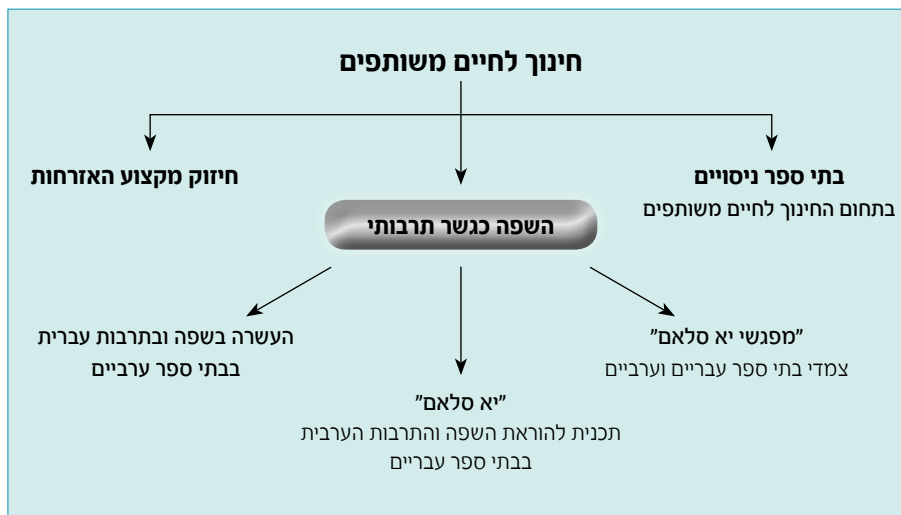 חינוך לחיים משותפים
בתי ספר ניסויים
בתחום החינוך לחיים משותפים
חיזוק מקצוע האזרחות
השפה כגשר תרבותי
"מפגשי יא סלאם"
צמדי בתי ספר עבריים וערביים
"יא סלאם"
תכנית להוראת השפה והתרבות הערבית
בבתי ספר עבריים
העשרה בשפה ובתרבות עברית
בבתי ספר ערביים